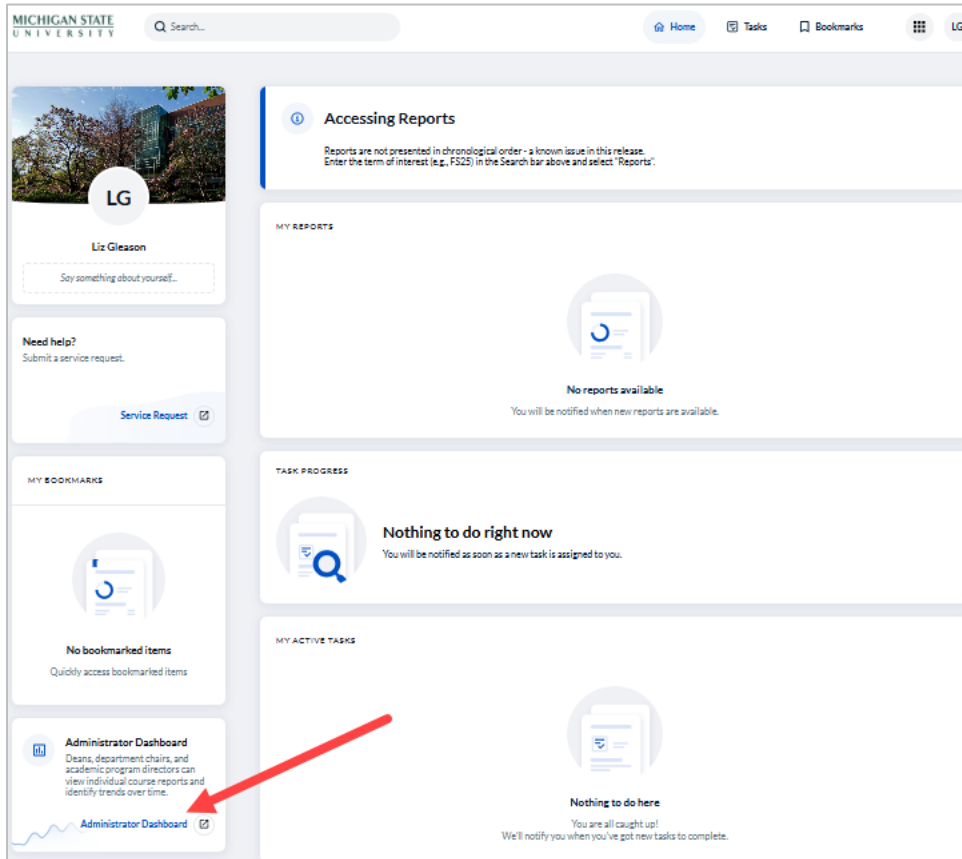 MICHIGAN STATE
UNIVERSITY
Search...
Home
Tasks
Bookmarks
LG
LG
Liz Gleason
Say something about yourself...
Need help?
Submit a service request.
Service Request
MY BOOKMARKS
No bookmarked items
Quickly access bookmarked items
Administrator Dashboard
Deans, department chairs, and
academic program directors can
view individual course reports and
identify trends over time.
Administrator Dashboard
Accessing Reports
Reports are not presented in chronological order - a known issue in this release.
Enter the term of interest (e.g., FS25) in the Search bar above and select "Reports".
MY REPORTS
No reports available
You will be notified when new reports are available.
TASK PROGRESS
Nothing to do right now
You will be notified as soon as a new task is assigned to you.
MY ACTIVE TASKS
Nothing to do here
You are all caught up!
We'll notify you when you've got new tasks to complete.